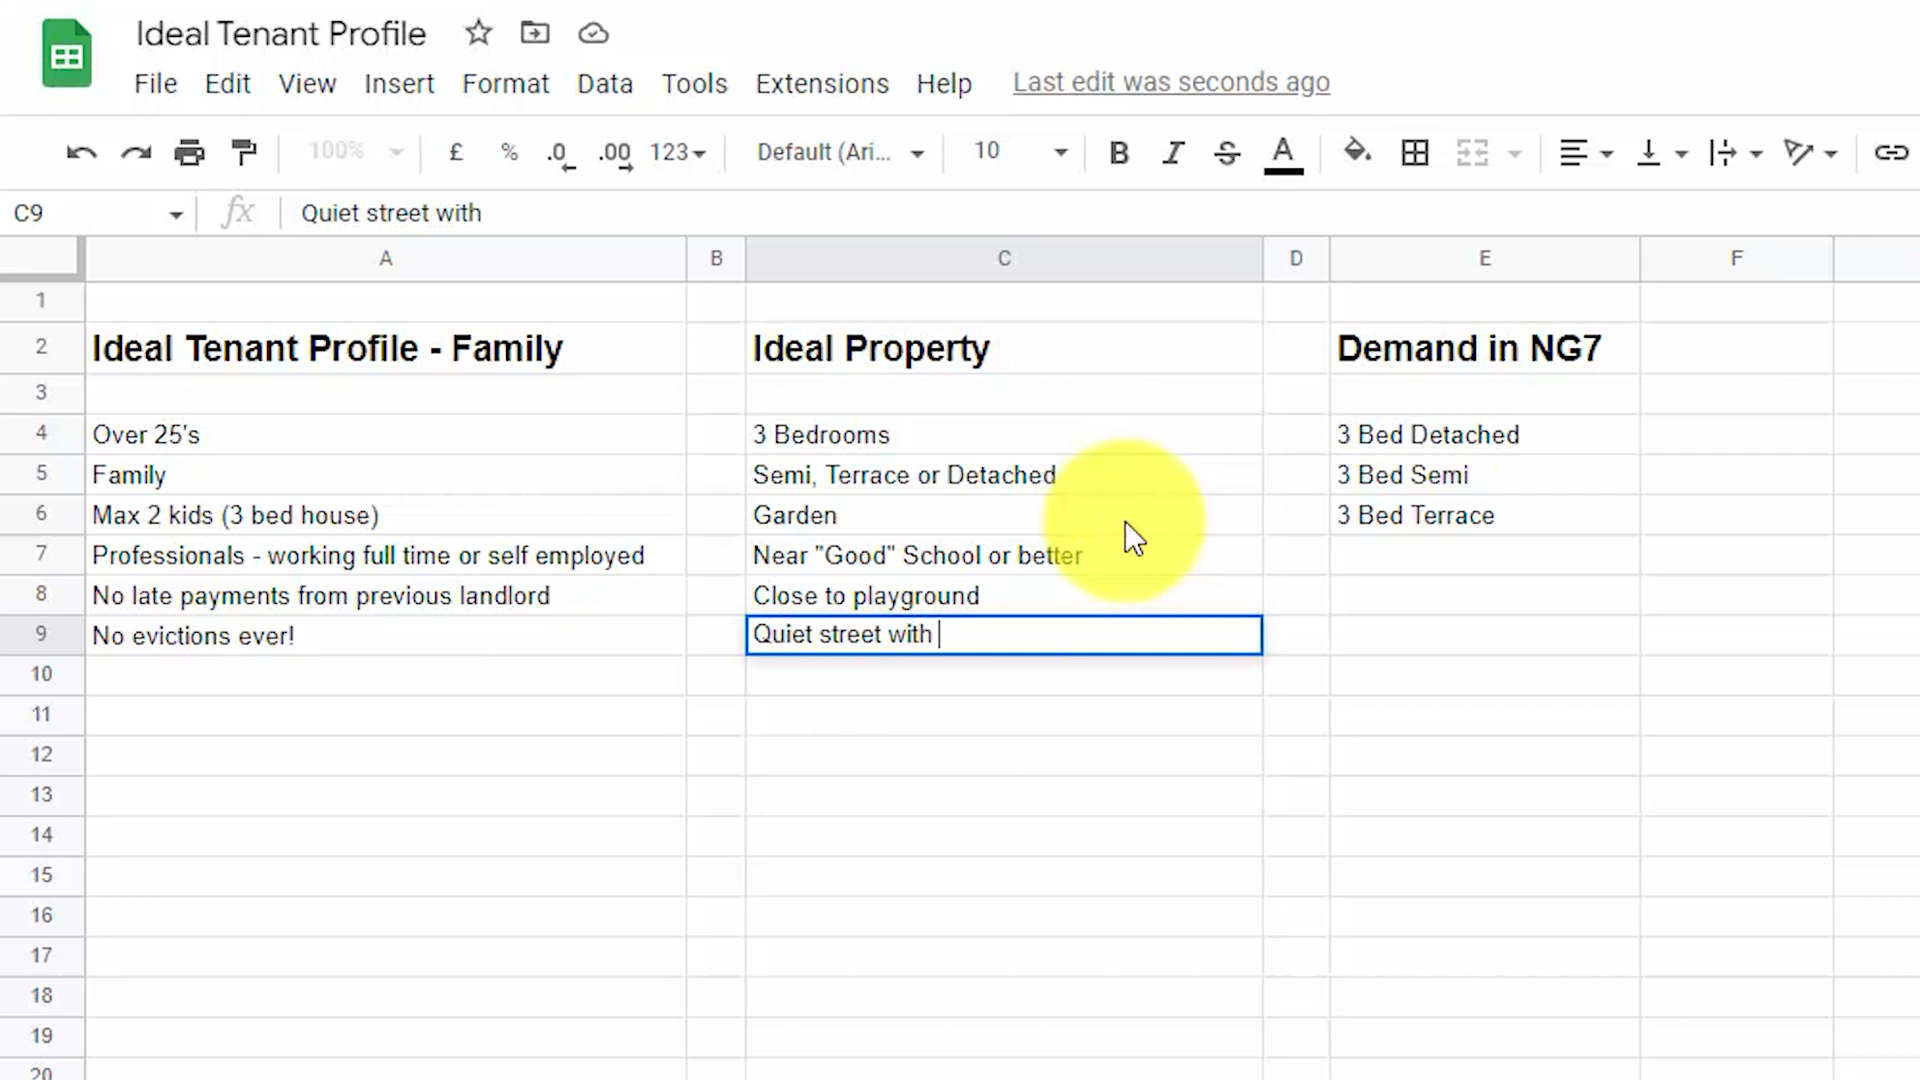 Ideal Tenant Profile
File Edit View Insert Format Data Tools Extensions Help Last edit was seconds ago
100% £ % .0 .00 123 Default (Ari... 10 B I S A
C9 fx Quiet street with
A B C D E F
1
2 Ideal Tenant Profile - Family Ideal Property Demand in NG7
3
4 Over 25's 3 Bedrooms 3 Bed Detached
5 Family Semi, Terrace or Detached 3 Bed Semi
6 Max 2 kids (3 bed house) Garden 3 Bed Terrace
7 Professionals - working full time or self employed Near "Good" School or better
8 No late payments from previous landlord Close to playground
9 No evictions ever! Quiet street with
10
11
12
13
14
15
16
17
18
19
20